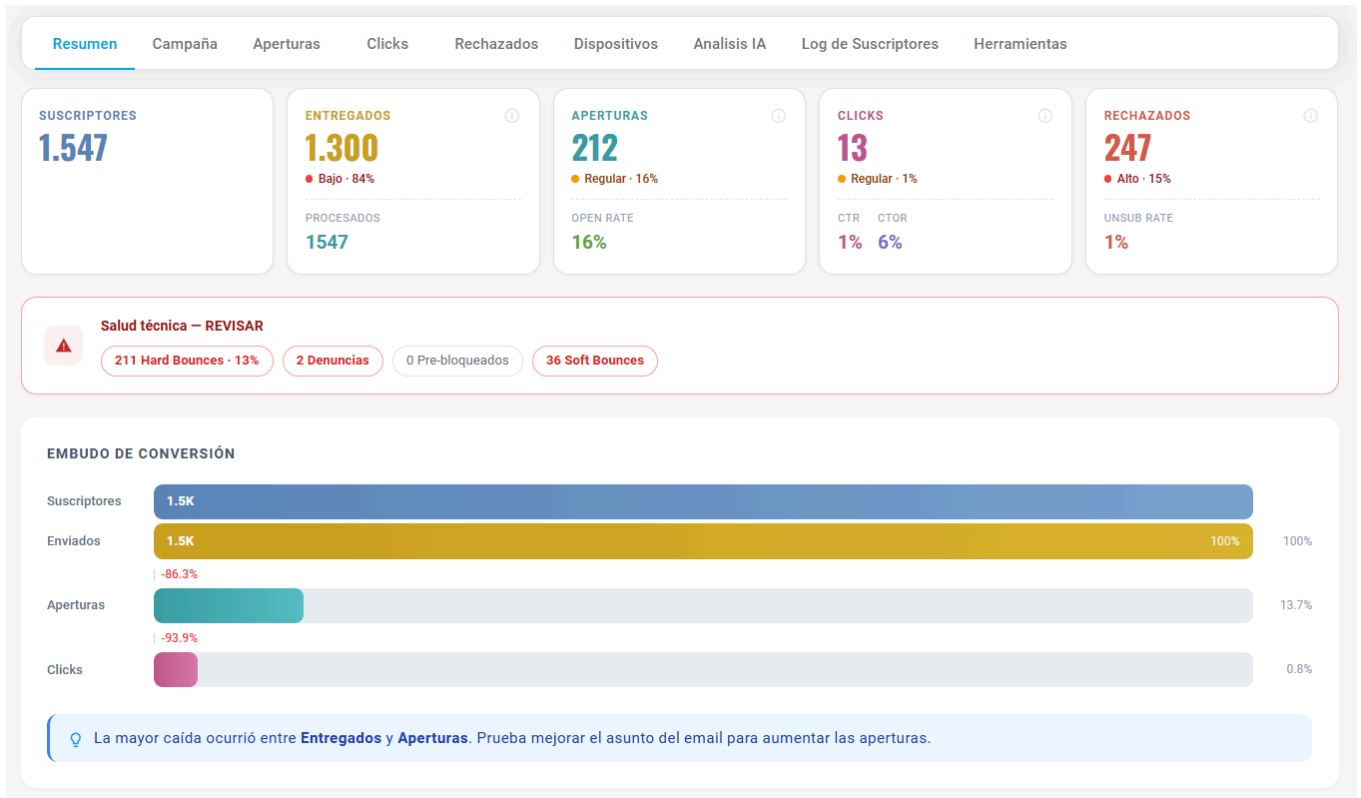 Resumen Campaña Aperturas Clicks Rechazados Dispositivos Analisis IA Log de Suscriptores Herramientas
SUSCRIPTORES
1.547
ENTREGADOS
1.300
Bajo · 84%
PROCESADOS
1547
APERTURAS
212
Regular · 16%
OPEN RATE
16%
CLICKS
13
Regular · 1%
CTR CTOR
1% 6%
RECHAZADOS
247
Alto · 15%
UNSUB RATE
1%
Salud técnica — REVISAR
211 Hard Bounces · 13% 2 Denuncias 0 Pre-bloqueados 36 Soft Bounces
EMBUDO DE CONVERSIÓN
Suscriptores 1.5K
Enviados 1.5K 100% 100%
-86.3%
Aperturas 13.7%
-93.9%
Clicks 0.8%
La mayor caída ocurrió entre Entregados y Aperturas. Prueba mejorar el asunto del email para aumentar las aperturas.